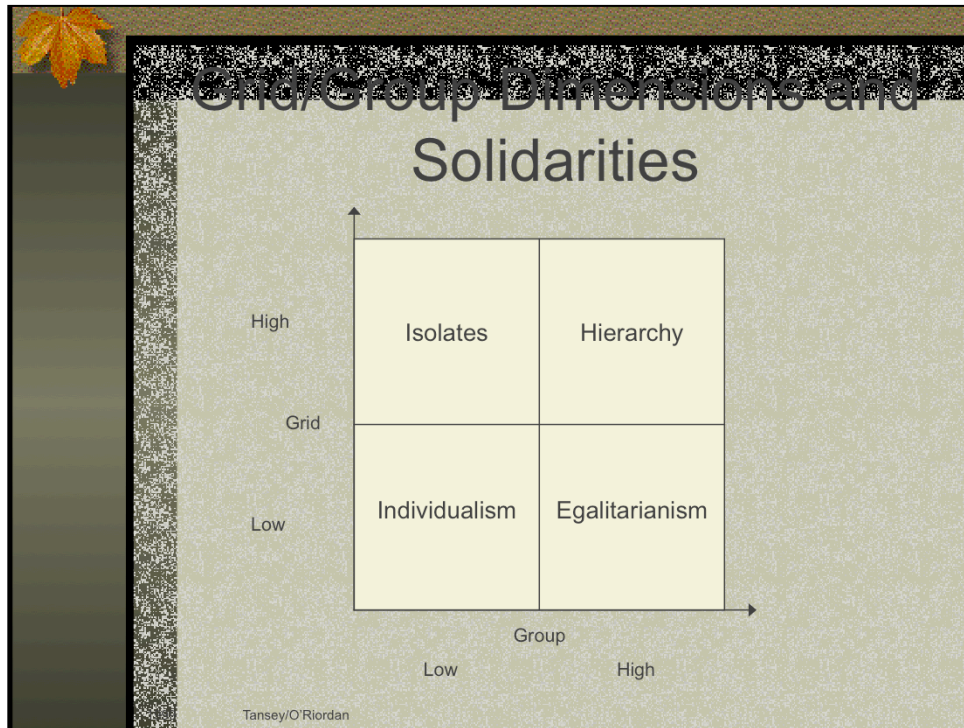 Grid/Group Dimensions and
Solidarities
High
Isolates
Hierarchy
Grid
Low
Individualism
Egalitarianism
Group
Low
High
Tansey/O'Riordan